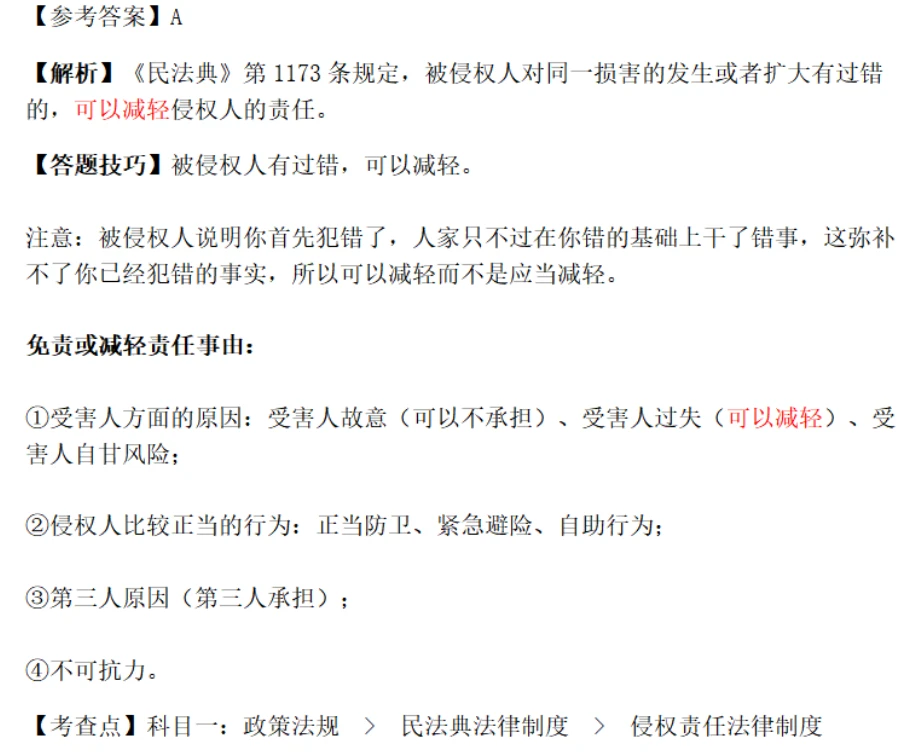 【参考答案】A
【解析】《民法典》第 1173 条规定，被侵权人对同一损害的发生或者扩大有过错
的，可以减轻侵权人的责任。
【答题技巧】被侵权人有过错，可以减轻。
注意：被侵权人说明你首先犯错了，人家只不过在你错的基础上干了错事，这弥补
不了你已经犯错的事实，所以可以减轻而不是应当减轻。
免责或减轻责任事由：
①受害人方面的原因：受害人故意（可以不承担）、受害人过失（可以减轻）、受
害人自甘风险；
②侵权人比较正当的行为：正当防卫、紧急避险、自助行为；
③第三人原因（第三人承担）；
④不可抗力。
【考查点】科目一：政策法规 > 民法典法律制度 > 侵权责任法律制度